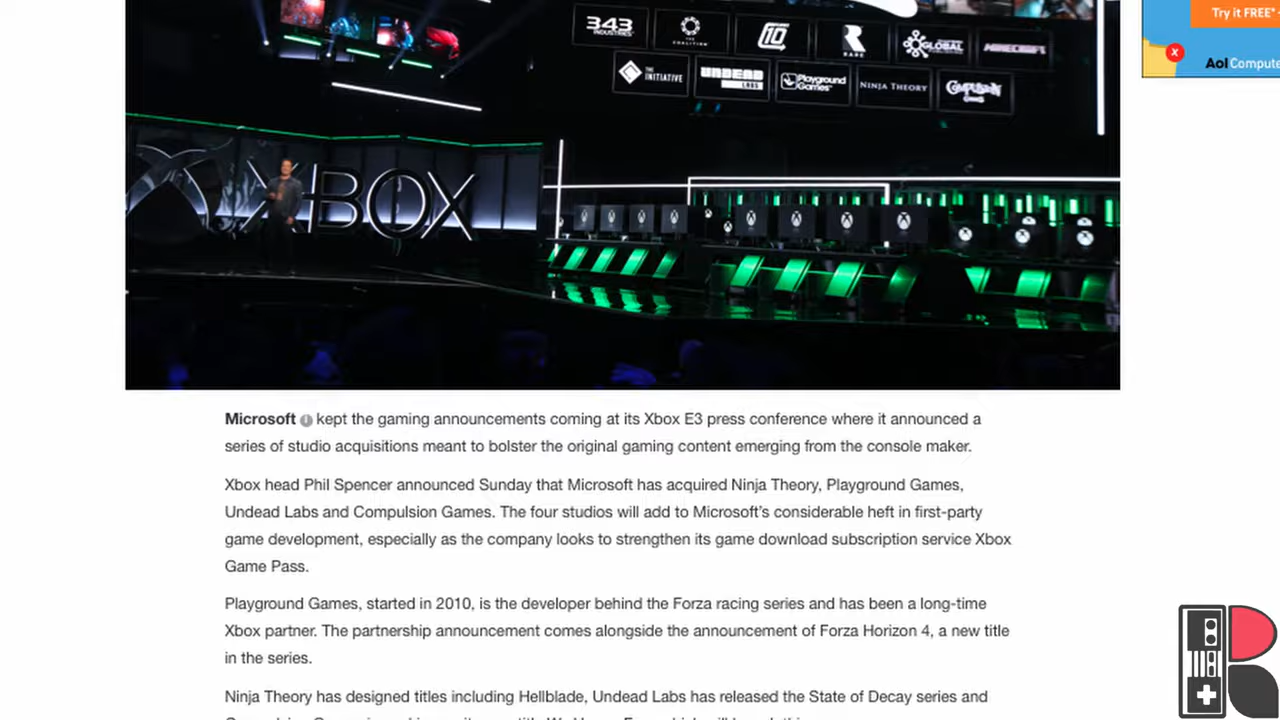 Try it FREE*
343
INDUSTRIES
THE COALITION
10
RARE
GLOBAL
MINECRAFT
THE INITIATIVE
UNDEAD LABS
Playground Games
NINJA THEORY
COMPULSION GAMES
X
Aol Compute
XBOX
Microsoft kept the gaming announcements coming at its Xbox E3 press conference where it announced a
series of studio acquisitions meant to bolster the original gaming content emerging from the console maker.
Xbox head Phil Spencer announced Sunday that Microsoft has acquired Ninja Theory, Playground Games,
Undead Labs and Compulsion Games. The four studios will add to Microsoft's considerable heft in first-party
game development, especially as the company looks to strengthen its game download subscription service Xbox
Game Pass.
Playground Games, started in 2010, is the developer behind the Forza racing series and has been a long-time
Xbox partner. The partnership announcement comes alongside the announcement of Forza Horizon 4, a new title
in the series.
Ninja Theory has designed titles including Hellblade, Undead Labs has released the State of Decay series and